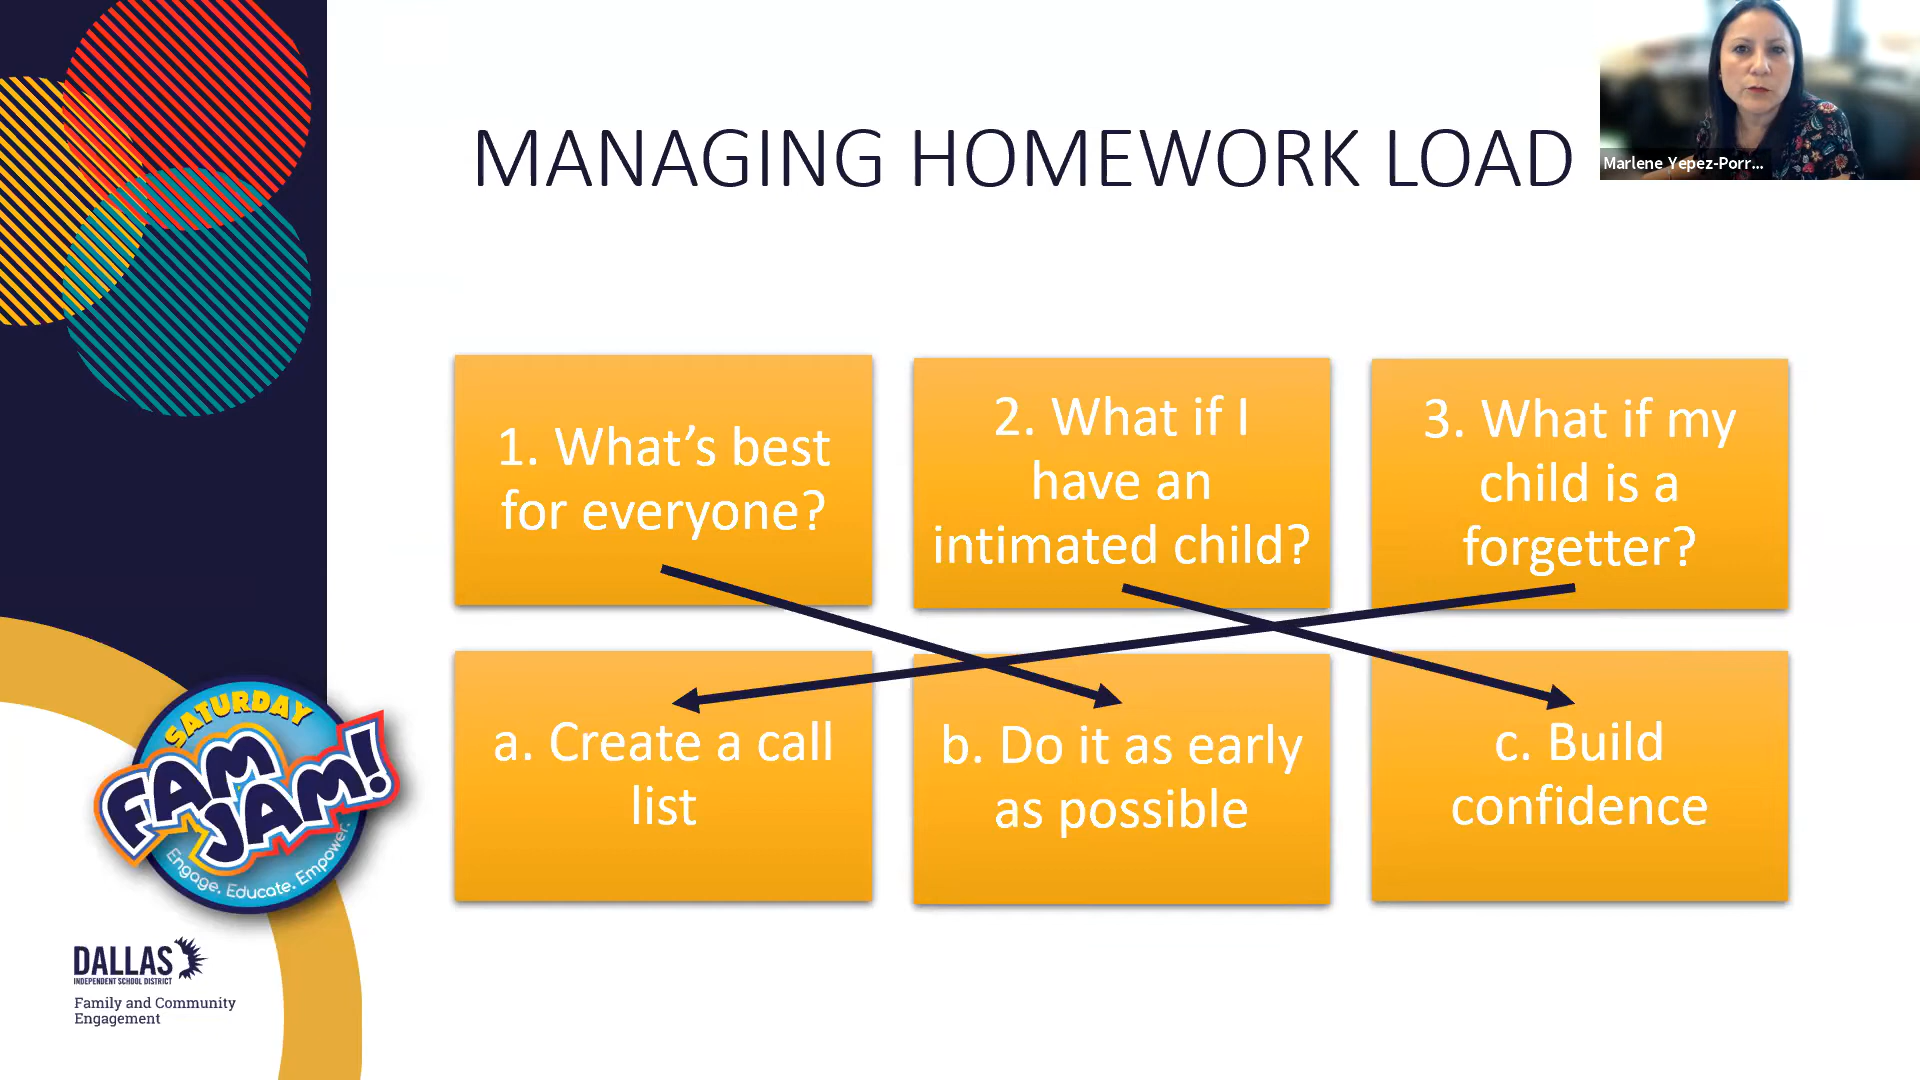 MANAGING HOMEWORK LOAD
Marlene Yepez-Porr...
1. What's best
for everyone?
2. What if I
have an
intimated child?
3. What if my
child is a
forgetter?
a. Create a call
list
b. Do it as early
as possible
c. Build
confidence
SATURDAY
FAM
JAM!
Engage. Educate. Empower.
DALLAS
INDEPENDENT SCHOOL DISTRICT
Family and Community
Engagement